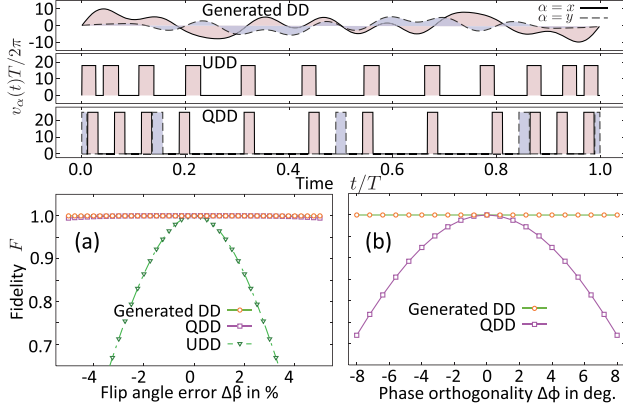 Generated DD
α = x
α = y
10
0
-10
v_α(t)T/2π
UDD
20
10
0
QDD
20
10
0
0.0 0.2 0.4 0.6 0.8 1.0
Time t/T
(a)
Fidelity F
1.0
0.9
0.8
0.7
Generated DD
QDD
UDD
-4 -2 0 2 4
Flip angle error Δβ in %
(b)
Generated DD
QDD
-8 -6 -4 -2 0 2 4 6 8
Phase orthogonality Δϕ in deg.